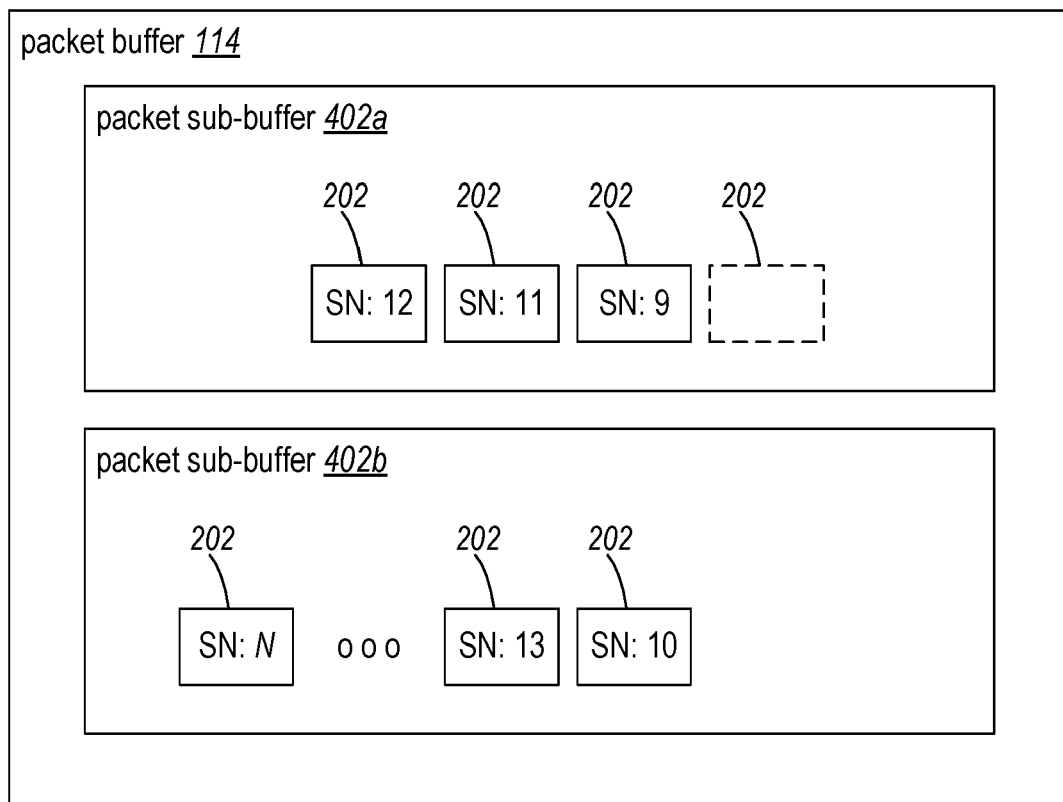 packet buffer 114
packet sub-buffer 402a
202 202 202 202
SN: 12 SN: 11 SN: 9
packet sub-buffer 402b
202 202 202
SN: N o o o SN: 13 SN: 10